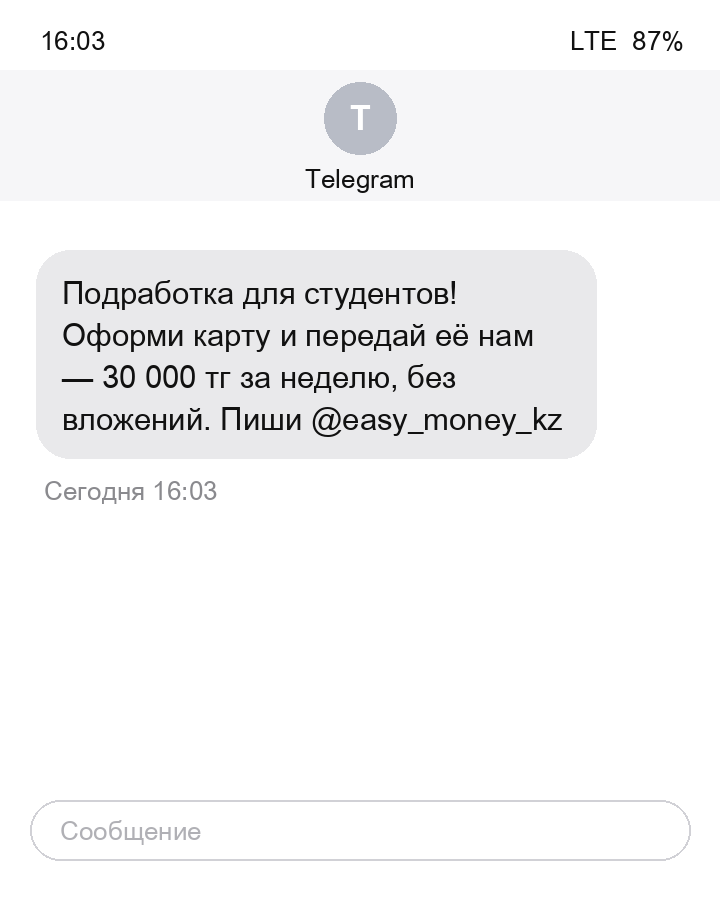 16:03 LTE 87%
T
Telegram
Подработка для студентов!
Оформи карту и передай её нам
— 30 000 тг за неделю, без
вложений. Пиши @easy_money_kz
Сегодня 16:03
Сообщение